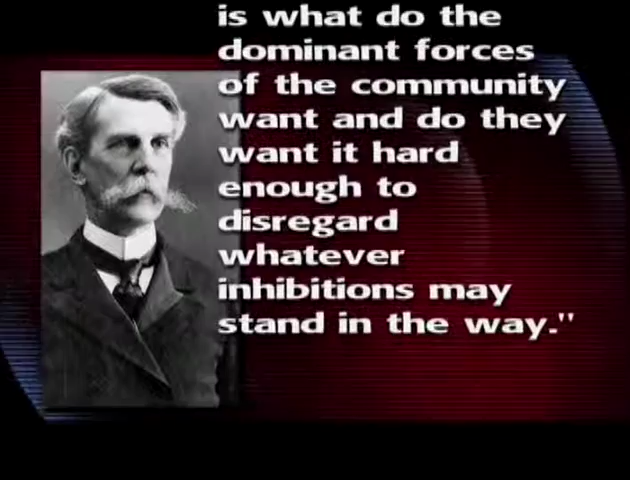 is what do the
dominant forces
of the community
want and do they
want it hard
enough to
disregard
whatever
inhibitions may
stand in the way."